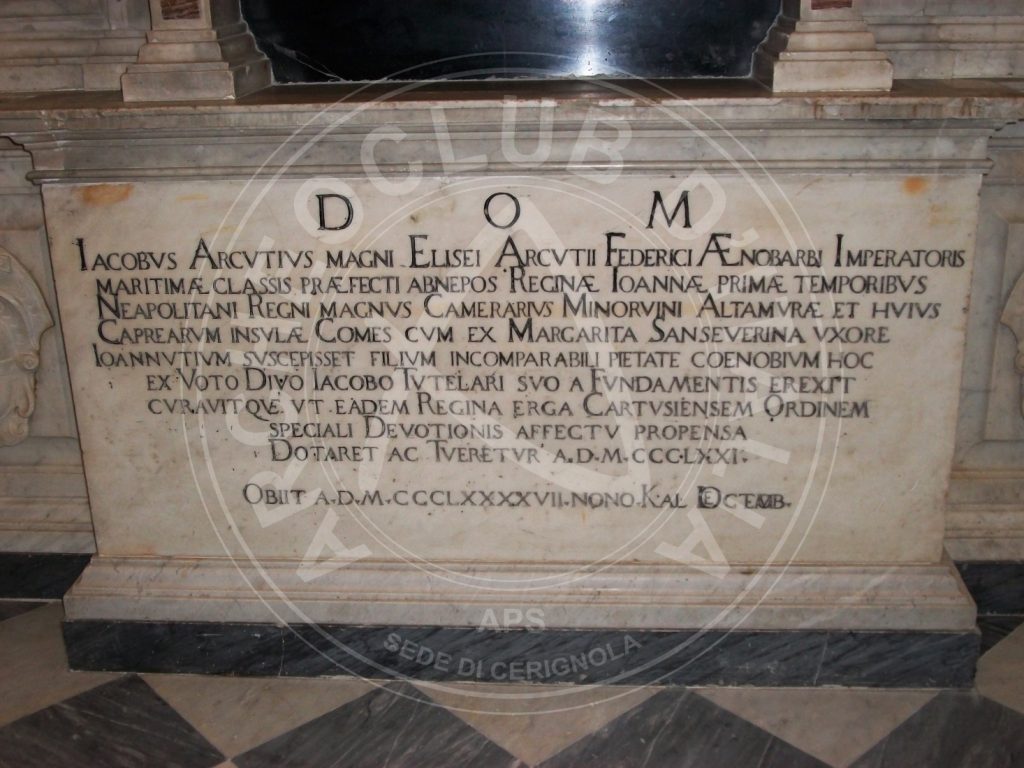 D O M
IACOBVS ARCVTIVS MAGNI ELISEI ARCVTII FEDERICI ÆNOBARBI IMPERATORIS
MARITIMÆ CLASSIS PRÆFECTI ABNEPOS REGINÆ IOANNÆ PRIMÆ TEMPORIBVS
NEAPOLITANI REGNI MAGNVS CAMERARIVS MINORVINI ALTAMVRÆ ET HVIVS
CAPREARVM INSVLÆ COMES CVM EX MARGARITA SANSEVERINA VXORE
IOANNVTIVM SVSCEPISSET FILIVM INCOMPARABILI PIETATE COENOBIVM HOC
EX VOTO DIVO IACOBO TVTELARI SVO A FVNDAMENTIS EREXIT
CVRAVITQVE VT EADEM REGINA ERGA CARTVSIENSEM ORDINEM
SPECIALI DEVOTIONIS AFFECTV PROPENSA
DOTARET AC TVERETVR A.D.M.CCCLXXI.
OBIIT A.D.M.CCCLXXXXVII.NONO.KAL
ARCHEOCLUB D'ITALIA
APS
SEDE DI CERIGNOLA